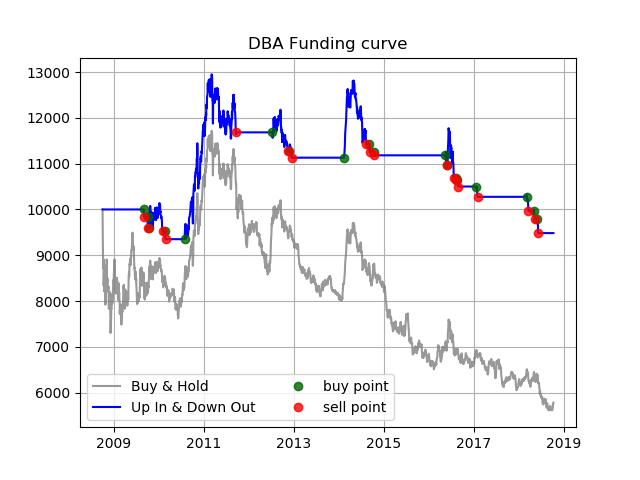 DBA Funding curve
13000
12000
11000
10000
9000
8000
7000
6000
Buy & Hold
Up In & Down Out
buy point
sell point
2009 2011 2013 2015 2017 2019